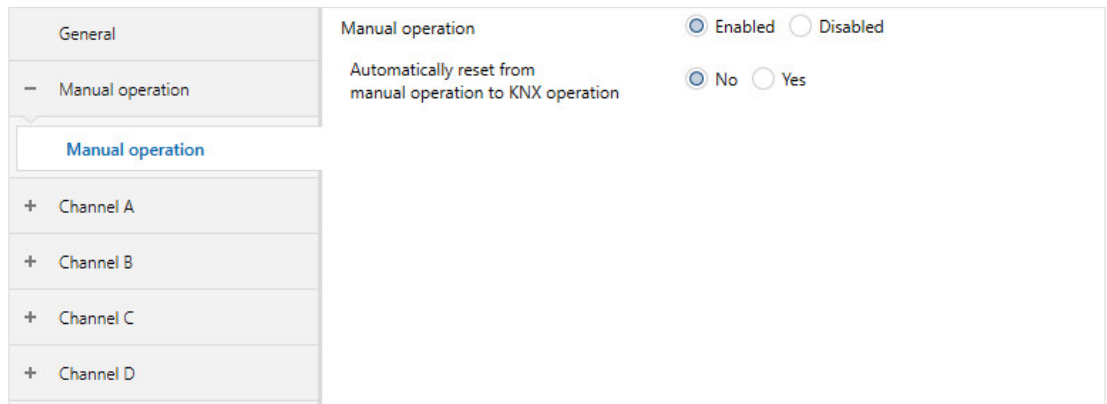 General
Manual operation
Manual operation
Channel A
Channel B
Channel C
Channel D
Manual operation Enabled Disabled
Automatically reset from
manual operation to KNX operation No Yes